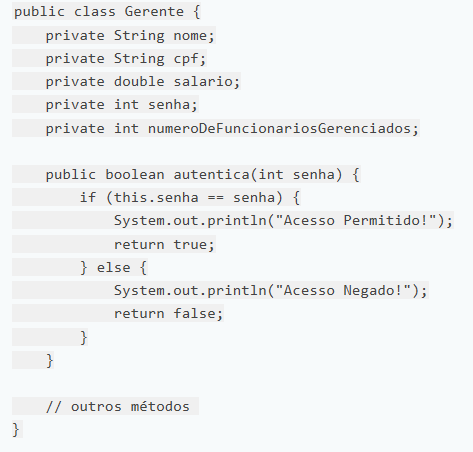 public class Gerente {
    private String nome;
    private String cpf;
    private double salario;
    private int senha;
    private int numeroDeFuncionariosGerenciados;

    public boolean autentica(int senha) {
        if (this.senha == senha) {
            System.out.println("Acesso Permitido!");
            return true;
        } else {
            System.out.println("Acesso Negado!");
            return false;
        }
    }

    // outros métodos
}